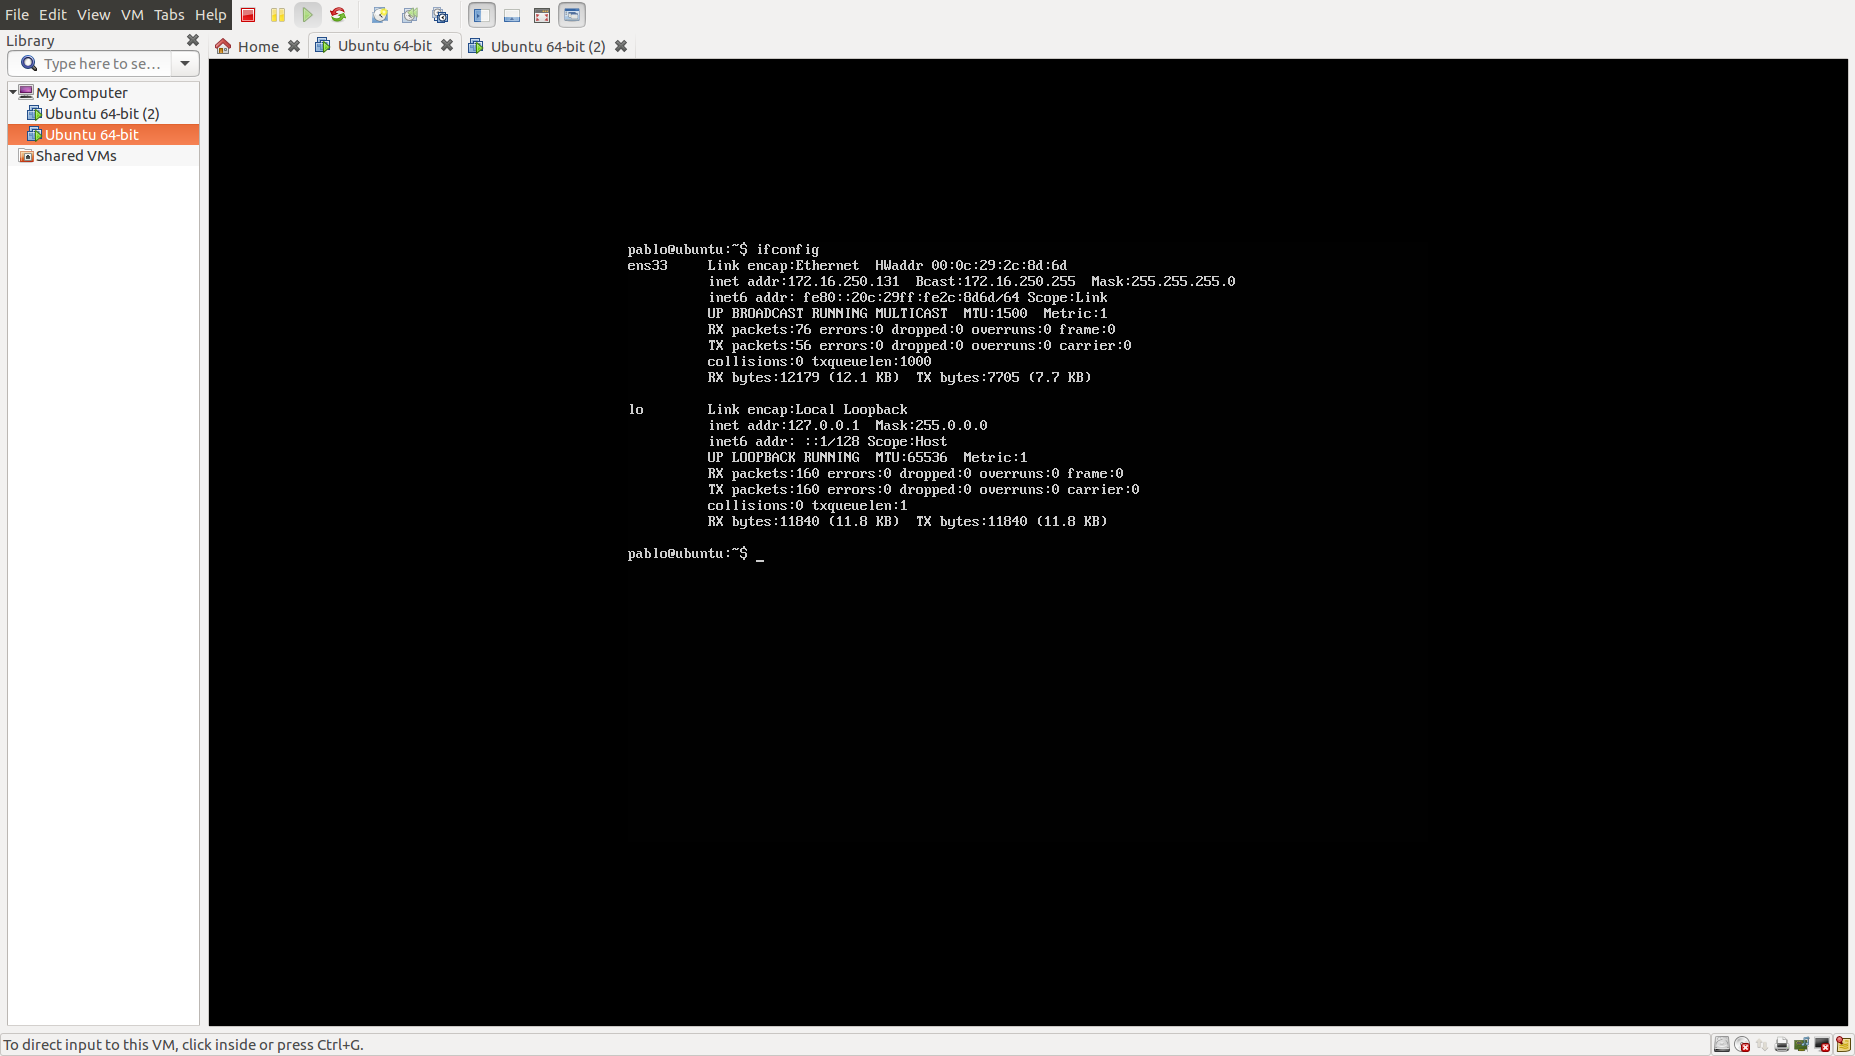 File Edit View VM Tabs Help
Library
Home Ubuntu 64-bit Ubuntu 64-bit (2)
Type here to se...
My Computer
Ubuntu 64-bit (2)
Ubuntu 64-bit
Shared VMs
pablo@ubuntu:~$ ifconfig
ens33 Link encap:Ethernet HWaddr 00:0c:29:2c:8d:6d
inet addr:172.16.250.131 Bcast:172.16.250.255 Mask:255.255.255.0
inet6 addr: fe80::20c:29ff:fe2c:8d6d/64 Scope:Link
UP BROADCAST RUNNING MULTICAST MTU:1500 Metric:1
RX packets:76 errors:0 dropped:0 overruns:0 frame:0
TX packets:56 errors:0 dropped:0 overruns:0 carrier:0
collisions:0 txqueuelen:1000
RX bytes:12179 (12.1 KB) TX bytes:7705 (7.7 KB)
lo Link encap:Local Loopback
inet addr:127.0.0.1 Mask:255.0.0.0
inet6 addr: ::1/128 Scope:Host
UP LOOPBACK RUNNING MTU:65536 Metric:1
RX packets:160 errors:0 dropped:0 overruns:0 frame:0
TX packets:160 errors:0 dropped:0 overruns:0 carrier:0
collisions:0 txqueuelen:1
RX bytes:11840 (11.8 KB) TX bytes:11840 (11.8 KB)
pablo@ubuntu:~$ _
To direct input to this VM, click inside or press Ctrl+G.